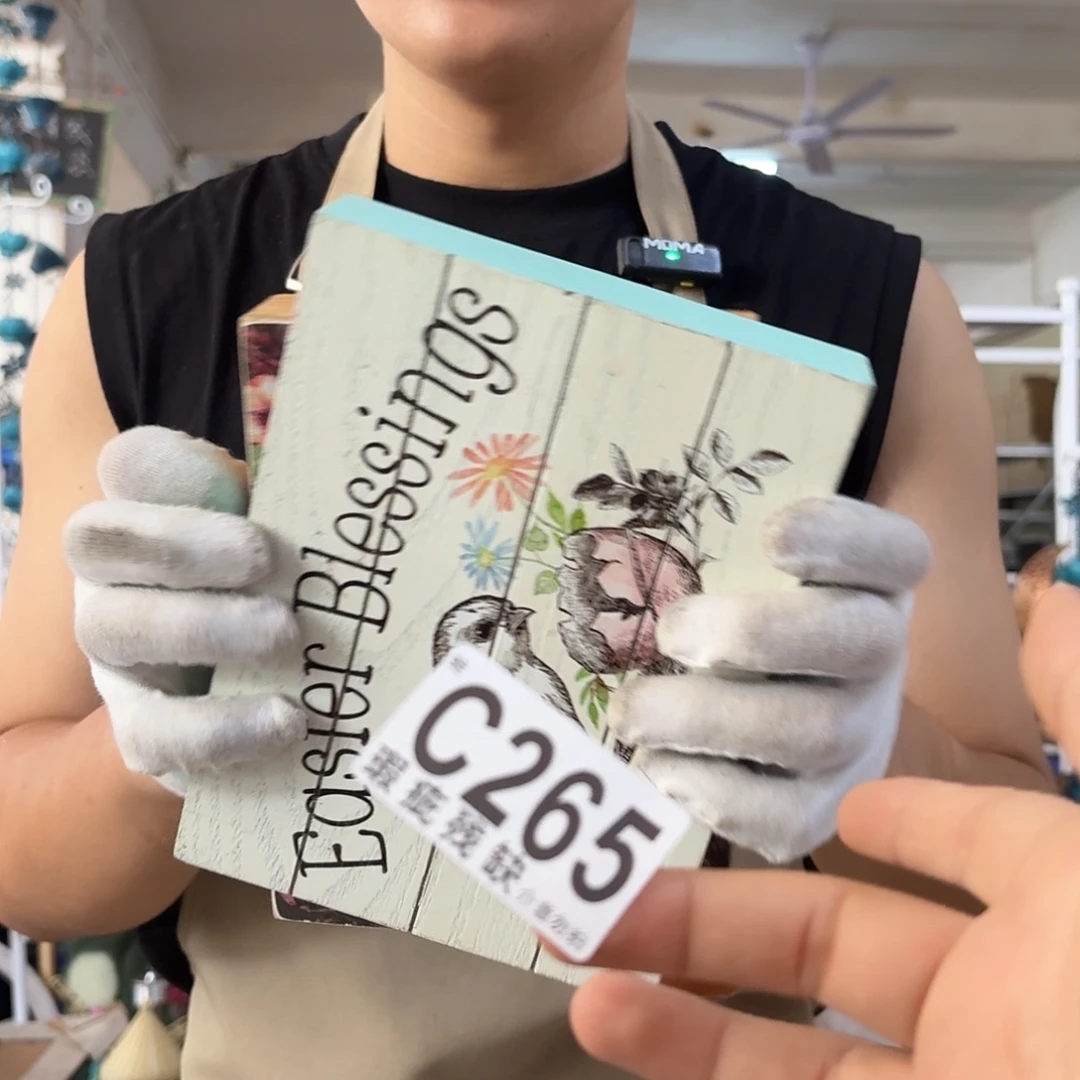 MOMA
Easter Blessings
C265
瑕疵残缺